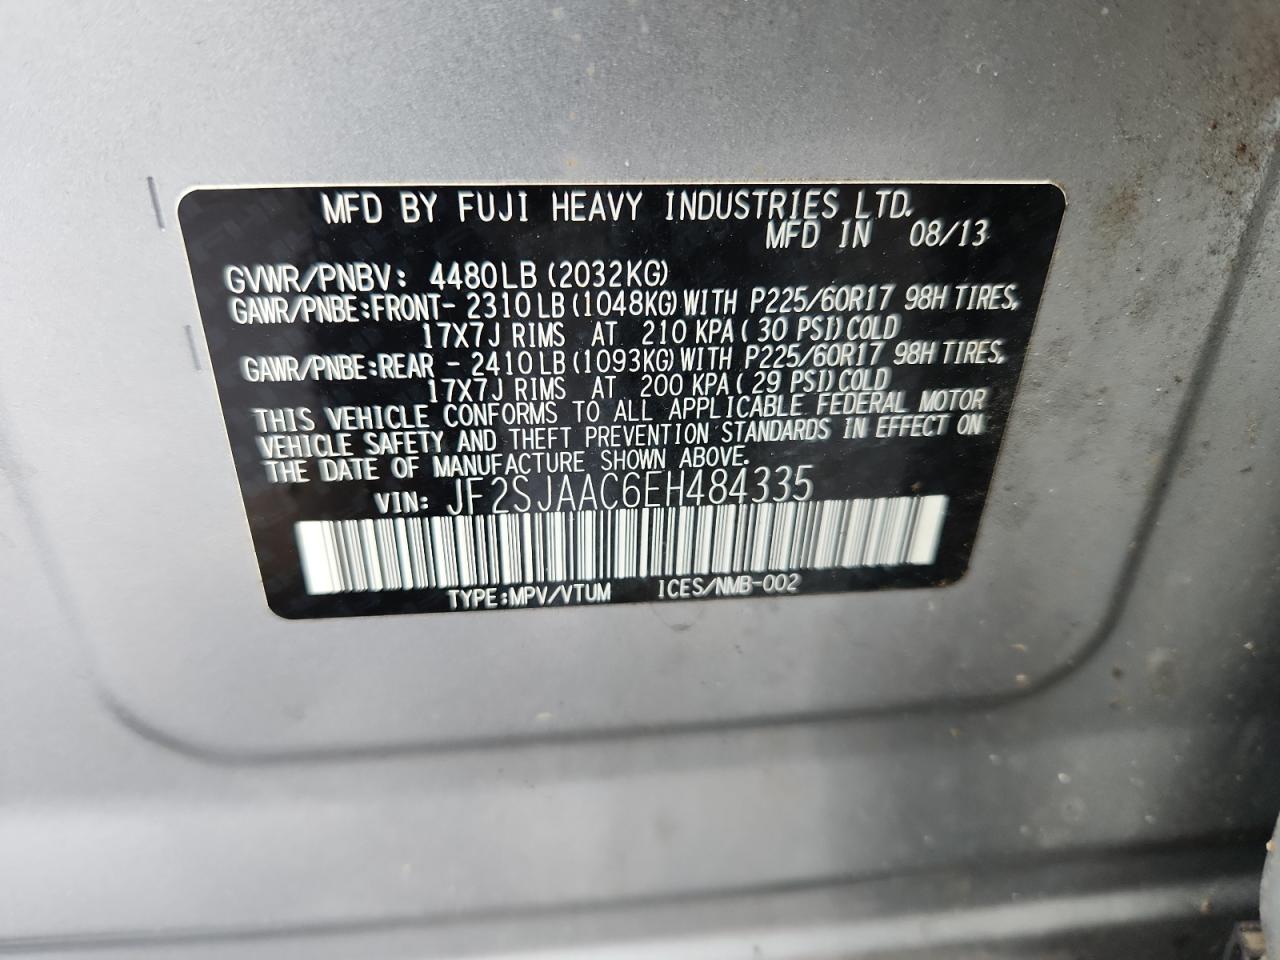 MFD BY FUJI HEAVY INDUSTRIES LTD.
MFD IN 08/13
GVWR/PNBV: 4480LB (2032KG)
GAWR/PNBE:FRONT- 2310LB (1048KG) WITH P225/60R17 98H TIRES,
17X7J RIMS AT 210 KPA ( 30 PSI) COLD
GAWR/PNBE:REAR - 2410LB (1093KG) WITH P225/60R17 98H TIRES,
17X7J RIMS AT 200 KPA ( 29 PSI) COLD
THIS VEHICLE CONFORMS TO ALL APPLICABLE FEDERAL MOTOR
VEHICLE SAFETY AND THEFT PREVENTION STANDARDS IN EFFECT ON
THE DATE OF MANUFACTURE SHOWN ABOVE.
VIN: JF2SJAAC6EH484335
TYPE:MPV/VTUM ICES/NMB-002